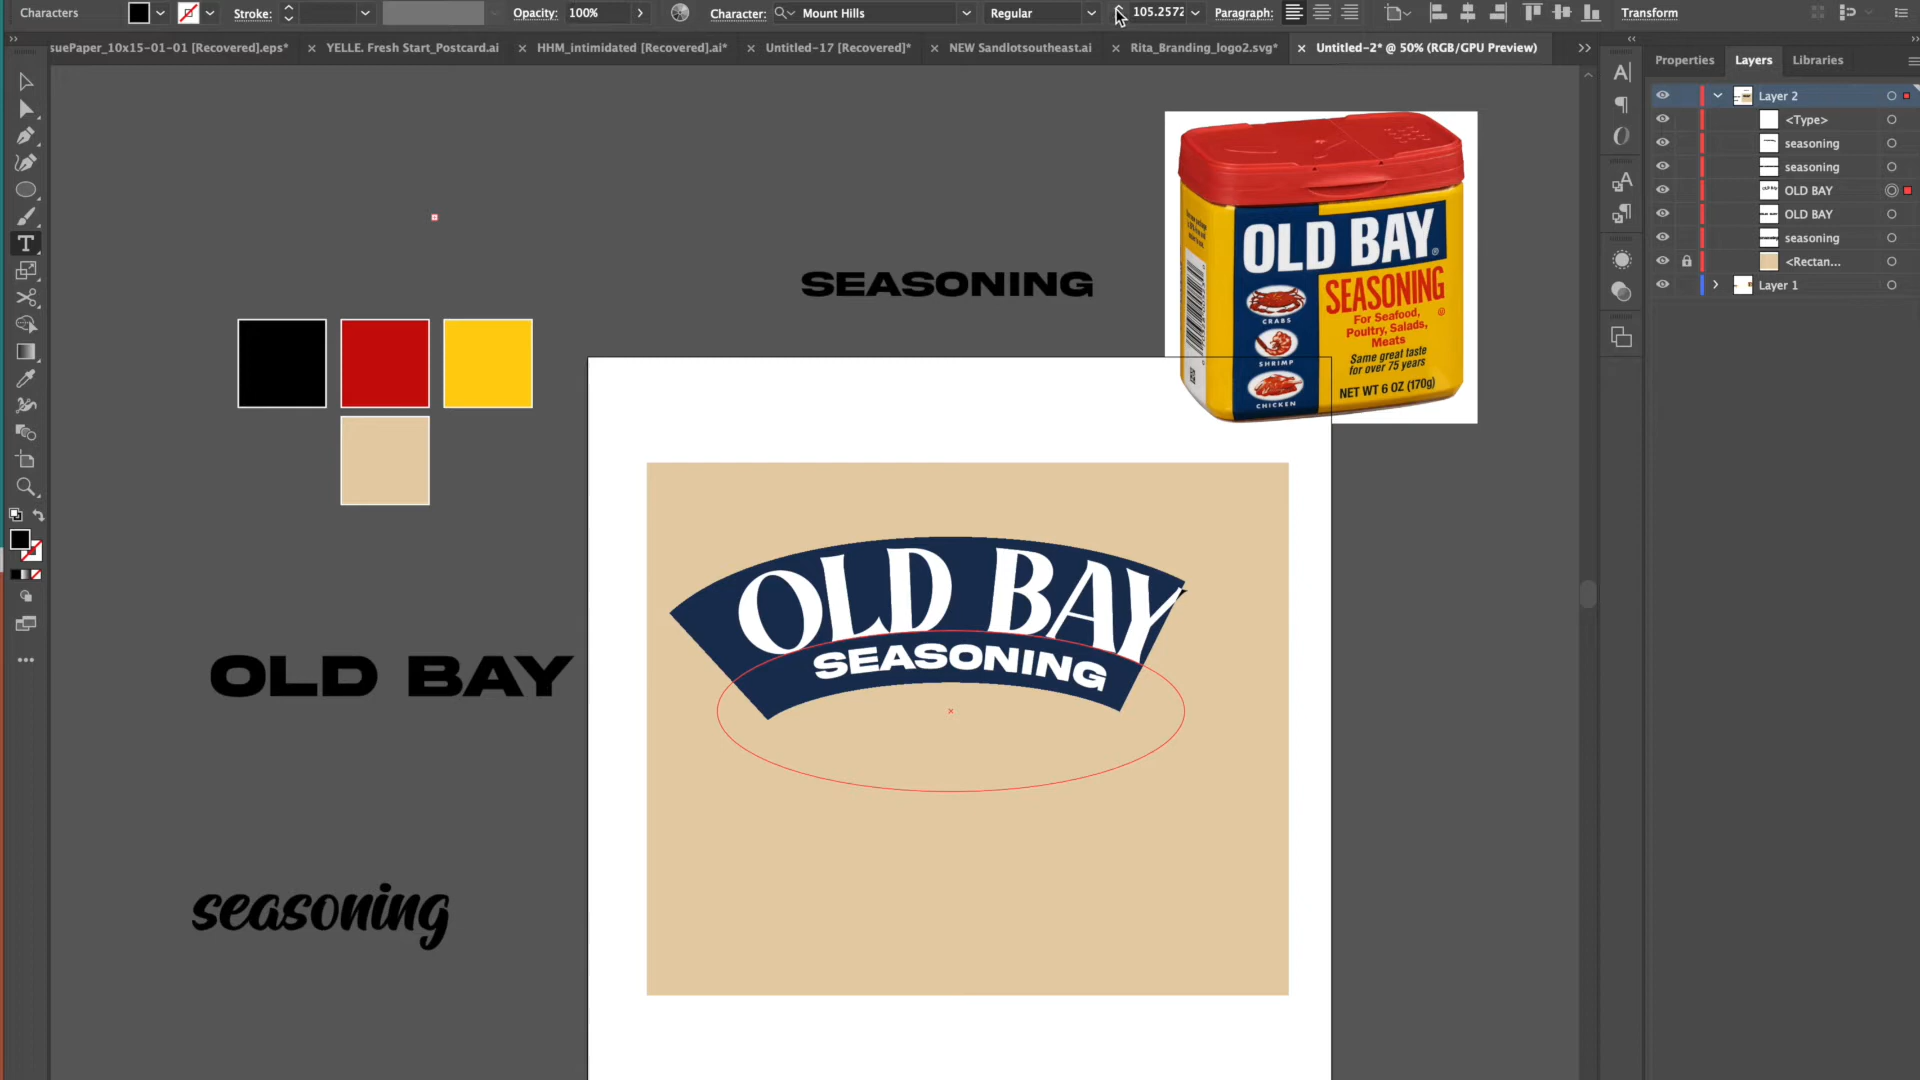 Characters Stroke: Opacity: 100% Character: Mount Hills Regular 105.2572 Paragraph: Transform
suePaper_10x15-01-01 [Recovered].eps* × YELLE. Fresh Start_Postcard.ai × HHM_intimidated [Recovered].ai* × Untitled-17 [Recovered]* × NEW Sandlotsoutheast.ai × Rita_Branding_logo2.svg* × Untitled-2* @ 50% (RGB/GPU Preview)
Properties Layers Libraries
Layer 2
<Type>
seasoning
seasoning
OLD BAY
OLD BAY
seasoning
<Rectan...
Layer 1
OLD BAY®
SEASONING
For Seafood,
Poultry, Salads,
Meats
Same great taste
for over 75 years
NET WT 6 OZ (170g)
CRABS
SHRIMP
CHICKEN
SEASONING
OLD BAY
SEASONING
OLD BAY
seasoning